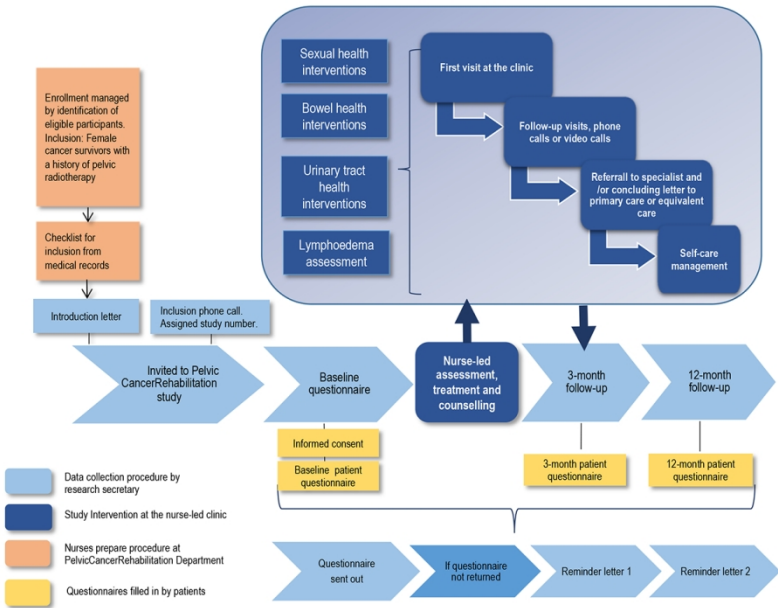 Enrollment managed
by identification of
eligible participants.
Inclusion: Female
cancer survivors with
a history of pelvic
radiotherapy
Checklist for
inclusion from
medical records
Introduction letter
Inclusion phone call.
Assigned study number.
Sexual health
interventions
Bowel health
interventions
Urinary tract
health
interventions
Lymphoedema
assessment
First visit at the clinic
Follow-up visits, phone
calls or video calls
Referrall to specialist and
/or concluding letter to
primary care or equivalent
care
Self-care
management
Invited to Pelvic
CancerRehabilitation
study
Baseline
questionnaire
Nurse-led
assessment,
treatment and
counselling
3-month
follow-up
12-month
follow-up
Informed consent
Baseline patient
questionnaire
3-month patient
questionnaire
12-month patient
questionnaire
Data collection procedure by
research secretary
Study Intervention at the nurse-led clinic
Nurses prepare procedure at
PelvicCancerRehabilitation Department
Questionnaires filled in by patients
Questionnaire
sent out
If questionnaire
not returned
Reminder letter 1
Reminder letter 2